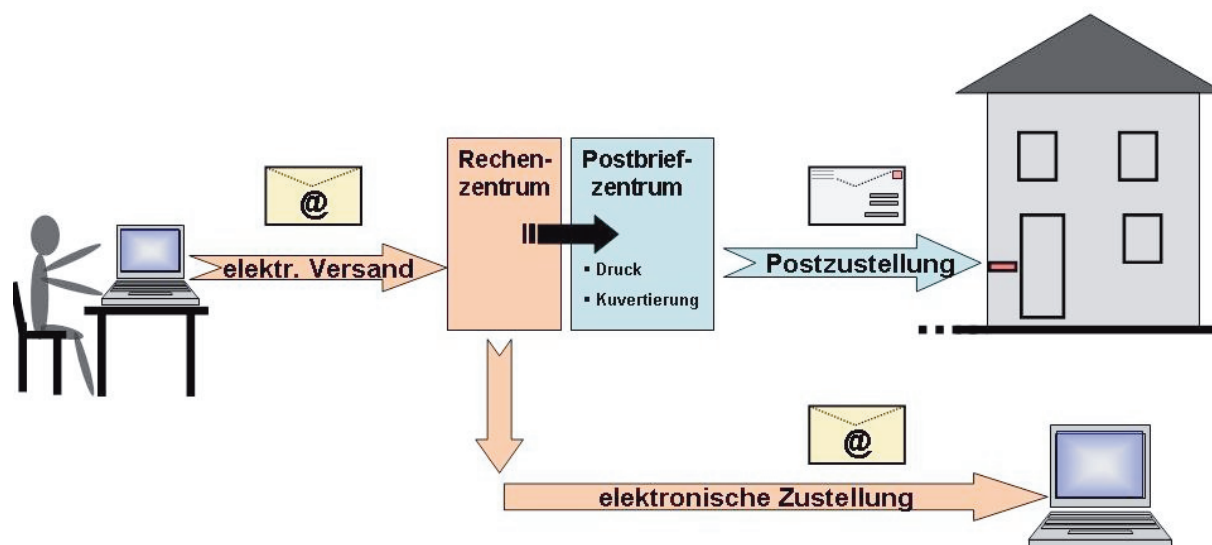 @
elektr. Versand
Rechen-
zentrum
Postbrief-
zentrum
▪ Druck
▪ Kuvertierung
Postzustellung
@
elektronische Zustellung